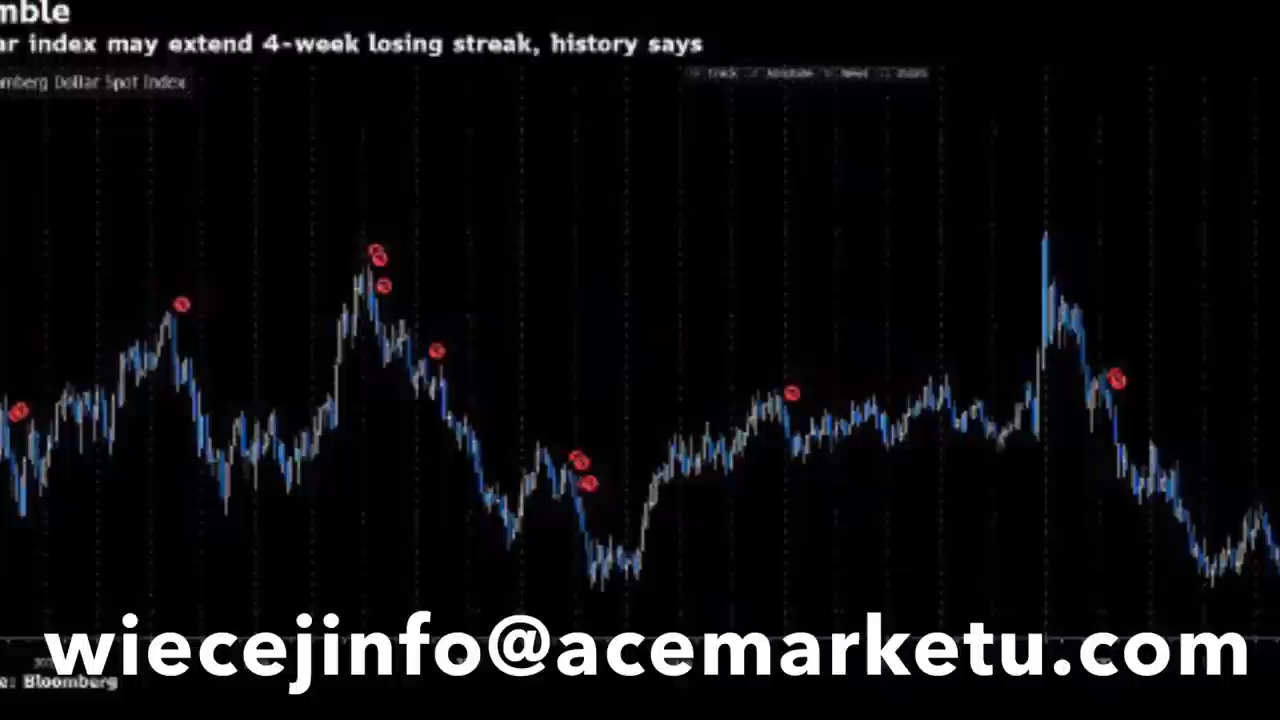 mble
ar index may extend 4-week losing streak, history says
omberg Dollar Spot Index
wiecejinfo@acemarketu.com
e: Bloomberg